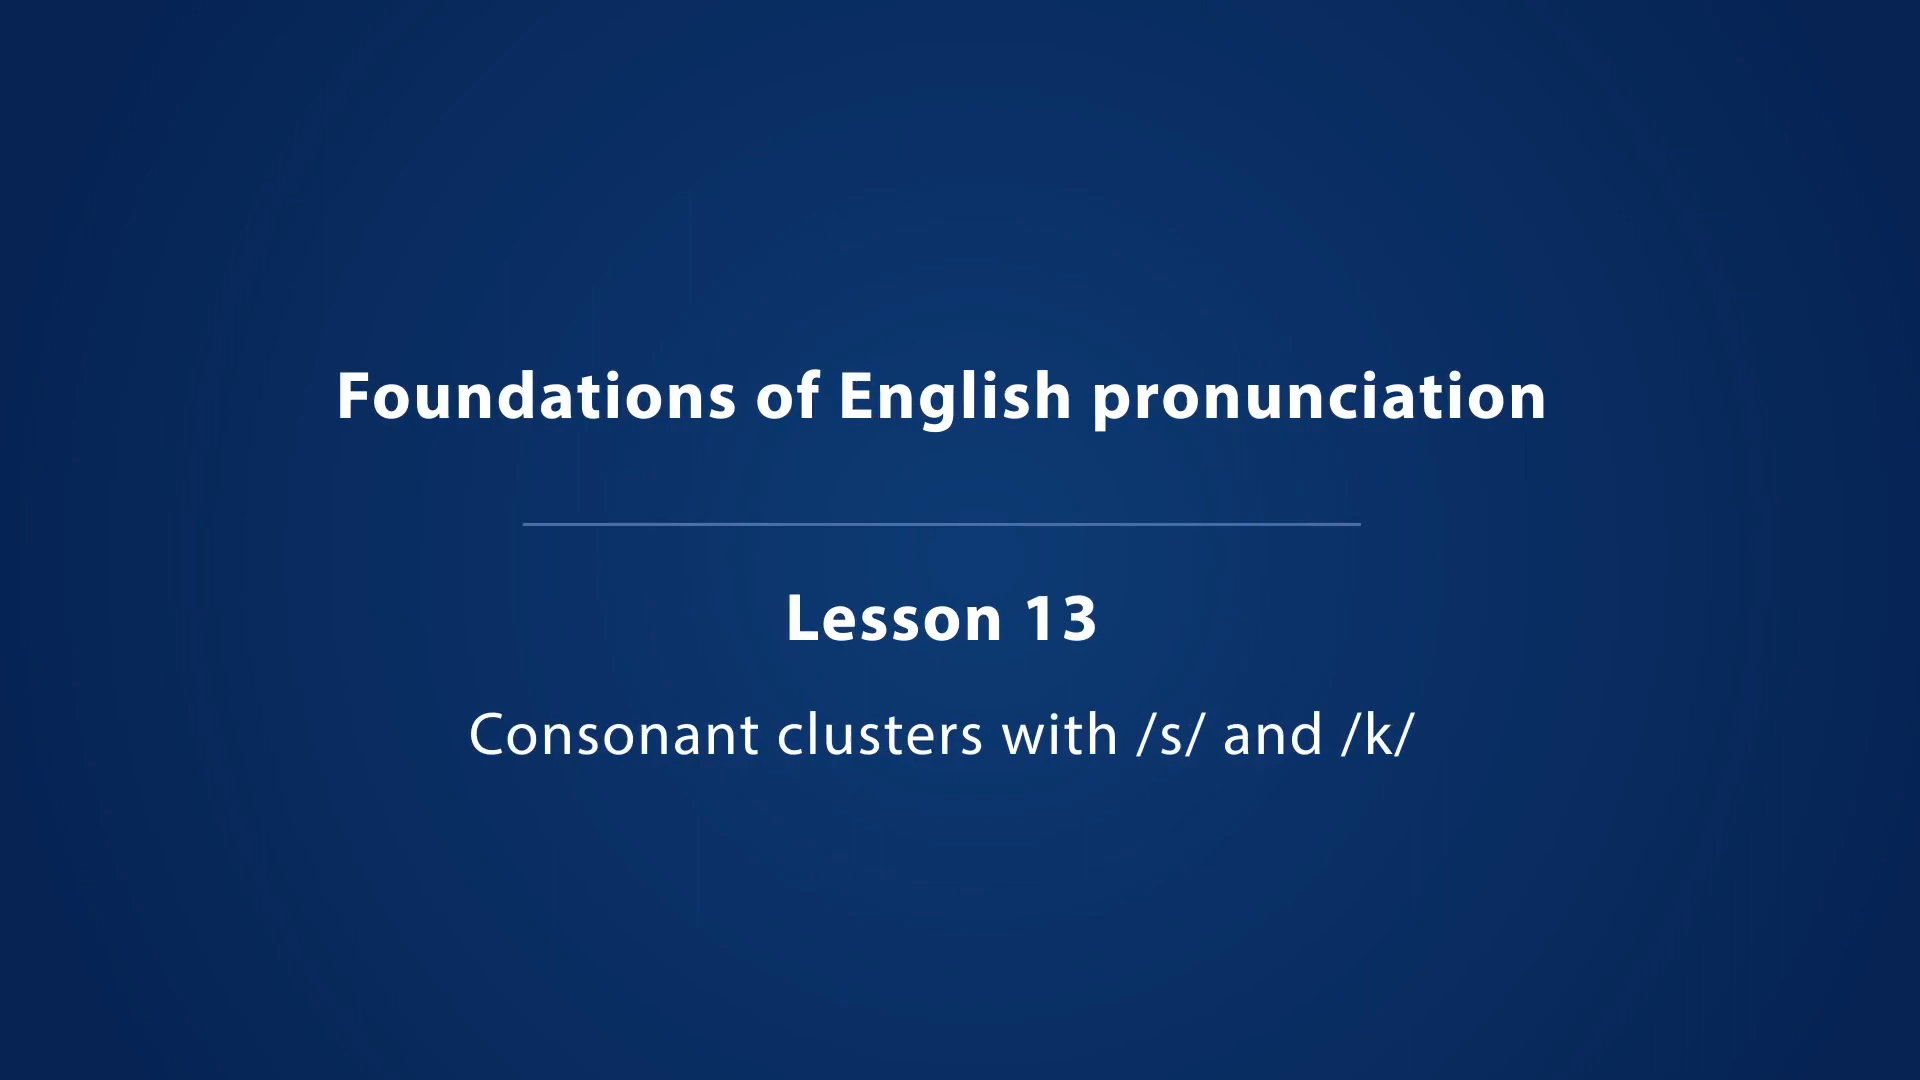 Foundations of English pronunciation
Lesson 13
Consonant clusters with /s/ and /k/